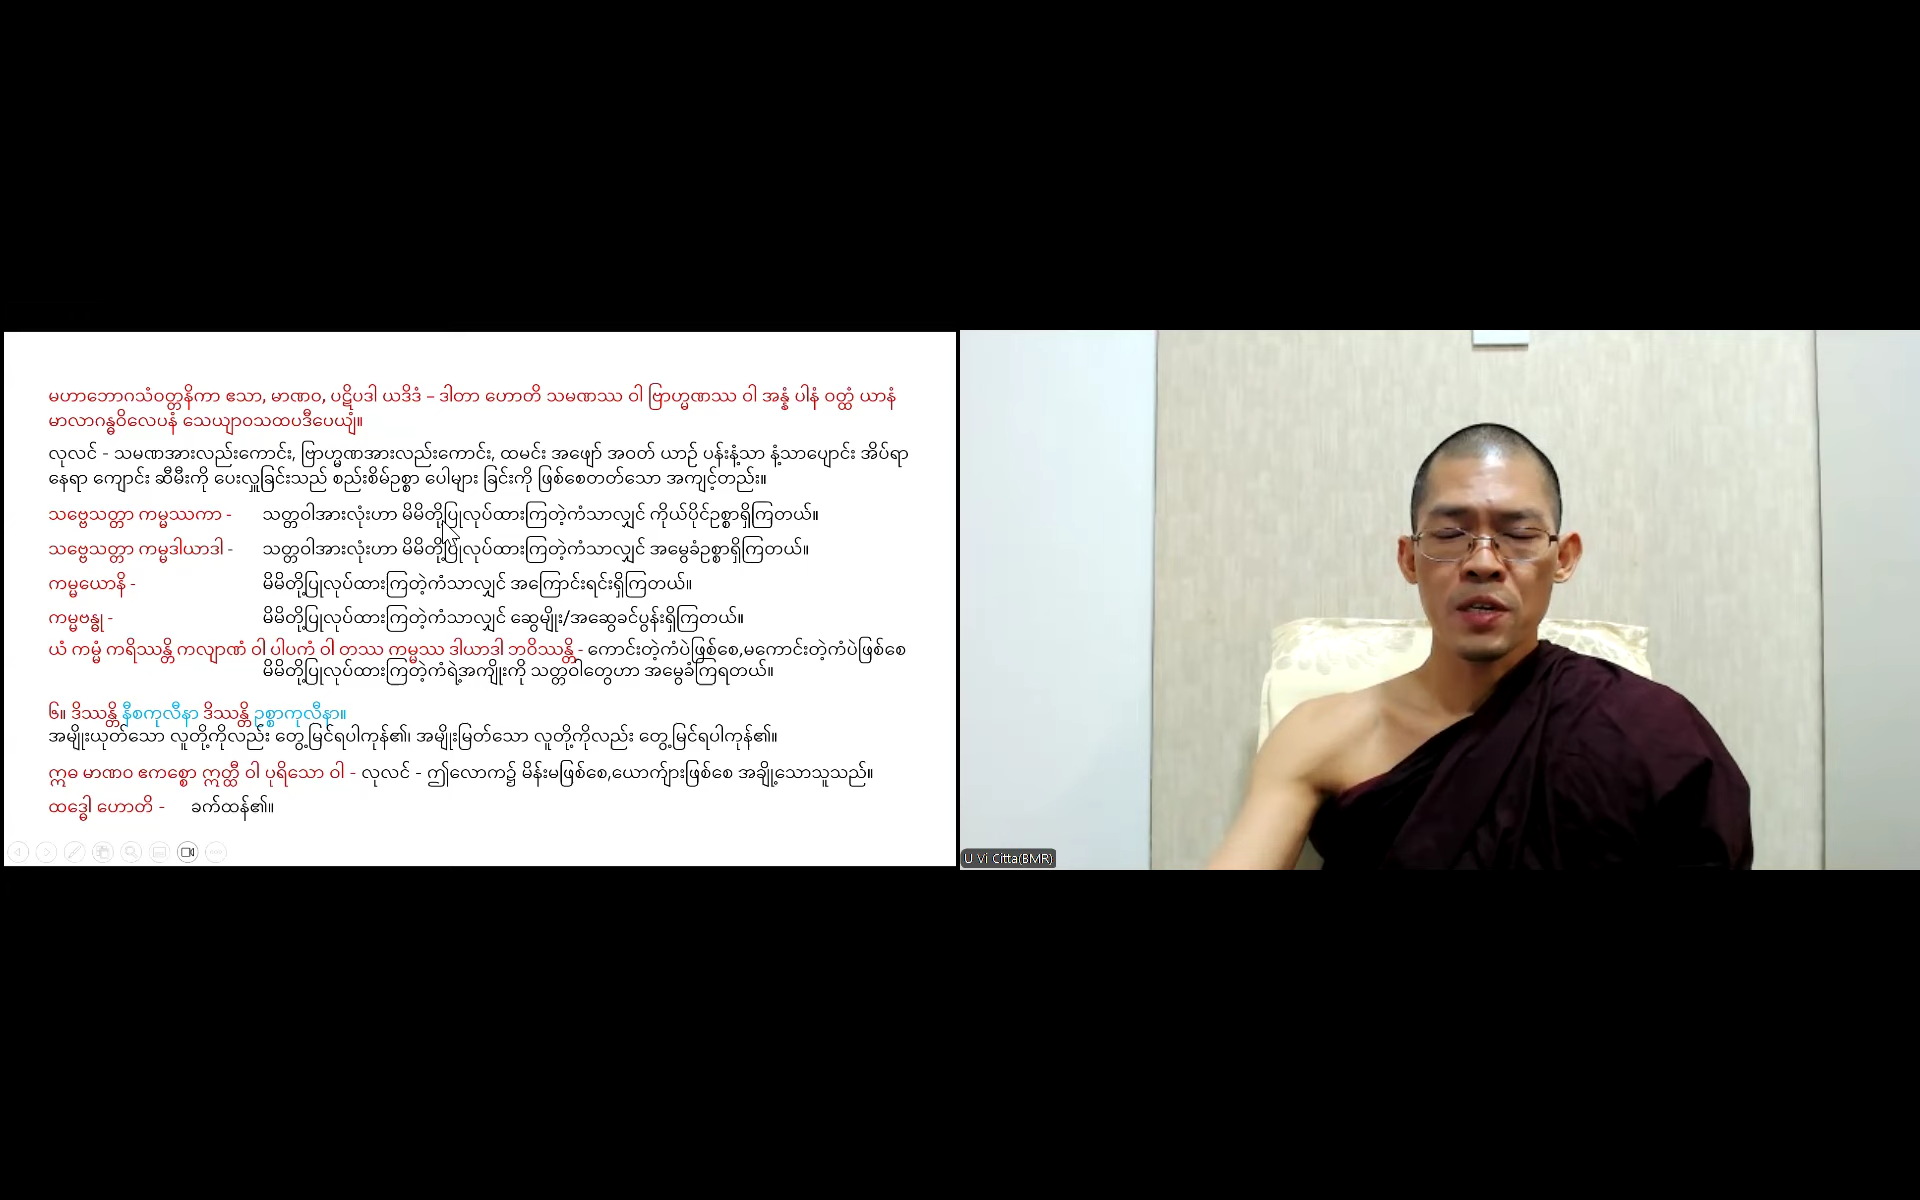 မဟာဘောဂသံဝတ္တနိကာ ဧသာ, မာဏဝ, ပဋိပဒါ ယဒိဒံ – ဒါတာ ဟောတိ သမဏဿ ဝါ ဗြာဟ္မဏဿ ဝါ အန္နံ ပါနံ ဝတ္ထံ ယာနံ
မာလာဂန္ဓဝိလေပနံ သေယျာဝသထပဒီပေယျံ။
လုလင် - သမဏအားလည်းကောင်း, ဗြာဟ္မဏအားလည်းကောင်း, ထမင်း အဖျော် အဝတ် ယာဉ် ပန်းနံ့သာ နံ့သာပျောင်း အိပ်ရာ
နေရာ ကျောင်း ဆီမီးကို ပေးလှူခြင်းသည် စည်းစိမ်ဥစ္စာ ပေါများ ခြင်းကို ဖြစ်စေတတ်သော အကျင့်တည်း။
သဗ္ဗေသတ္တာ ကမ္မဿကာ - သတ္တဝါအားလုံးဟာ မိမိတို့ပြုလုပ်ထားကြတဲ့ကံသာလျှင် ကိုယ်ပိုင်ဥစ္စာရှိကြတယ်။
သဗ္ဗေသတ္တာ ကမ္မဒါယာဒါ - သတ္တဝါအားလုံးဟာ မိမိတို့ပြုလုပ်ထားကြတဲ့ကံသာလျှင် အမွေခံဥစ္စာရှိကြတယ်။
ကမ္မယောနိ - မိမိတို့ပြုလုပ်ထားကြတဲ့ကံသာလျှင် အကြောင်းရင်းရှိကြတယ်။
ကမ္မဗန္ဓု - မိမိတို့ပြုလုပ်ထားကြတဲ့ကံသာလျှင် ဆွေမျိုး/အဆွေခင်ပွန်းရှိကြတယ်။
ယံ ကမ္မံ ကရိဿန္တိ ကလျာဏံ ဝါ ပါပကံ ဝါ တဿ ကမ္မဿ ဒါယာဒါ ဘဝိဿန္တိ - ကောင်းတဲ့ကံပဲဖြစ်စေ,မကောင်းတဲ့ကံပဲဖြစ်စေ
မိမိတို့ပြုလုပ်ထားကြတဲ့ကံရဲ့အကျိုးကို သတ္တဝါတွေဟာ အမွေခံကြရတယ်။
၆။ ဒိဿန္တိ နီစကုလီနာ ဒိဿန္တိ ဥစ္စာကုလီနာ။
အမျိုးယုတ်သော လူတို့ကိုလည်း တွေ့မြင်ရပါကုန်၏၊ အမျိုးမြတ်သော လူတို့ကိုလည်း တွေ့မြင်ရပါကုန်၏။
ဣဓ မာဏဝ ဧကစ္စော ဣတ္ထီ ဝါ ပုရိသော ဝါ - လုလင် - ဤလောက၌ မိန်းမဖြစ်စေ,ယောက်ျားဖြစ်စေ အချို့သောသူသည်။
ထဒ္ဓေါ ဟောတိ - ခက်ထန်၏။
U Vi Citta(BMR)